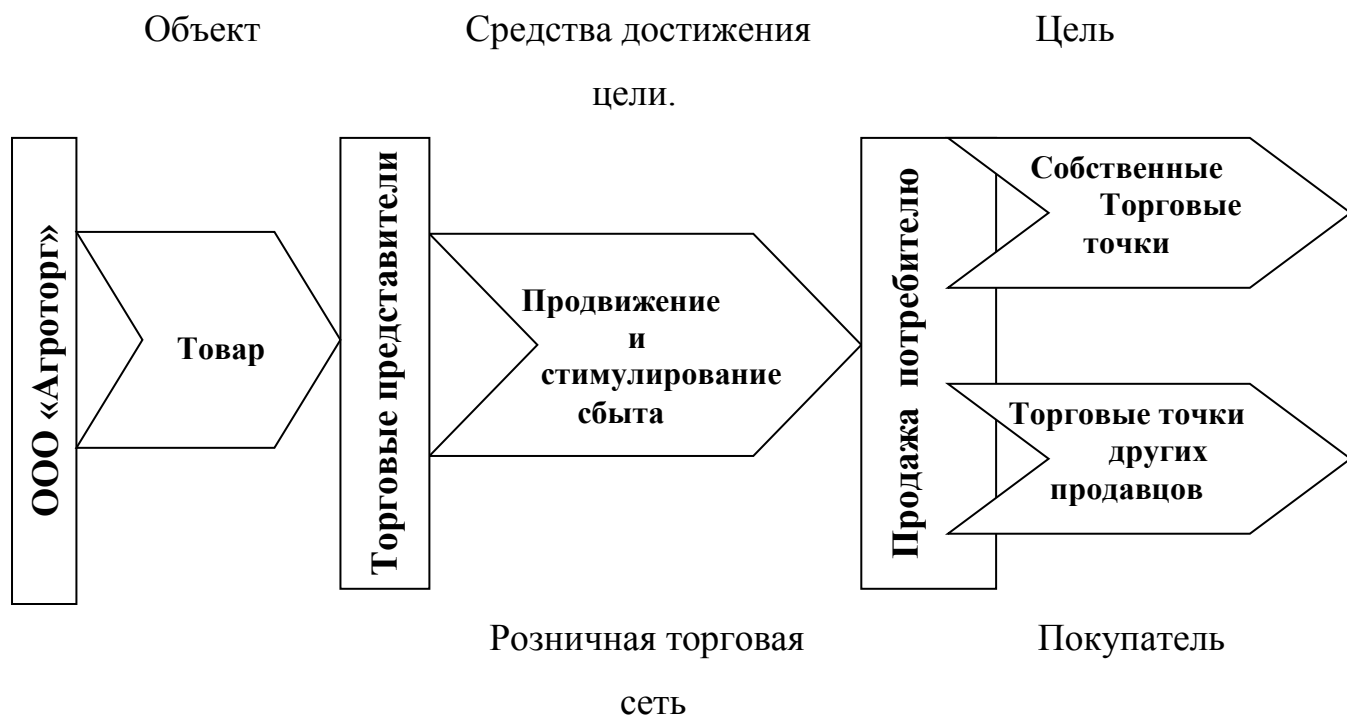 Объект
Средства достижения
цели.
Цель
ООО «Агроторг»
Товар
Торговые представители
Продвижение
и
стимулирование
сбыта
Продажа потребителю
Собственные
Торговые
точки
Торговые точки
других
продавцов
Розничная торговая
сеть
Покупатель